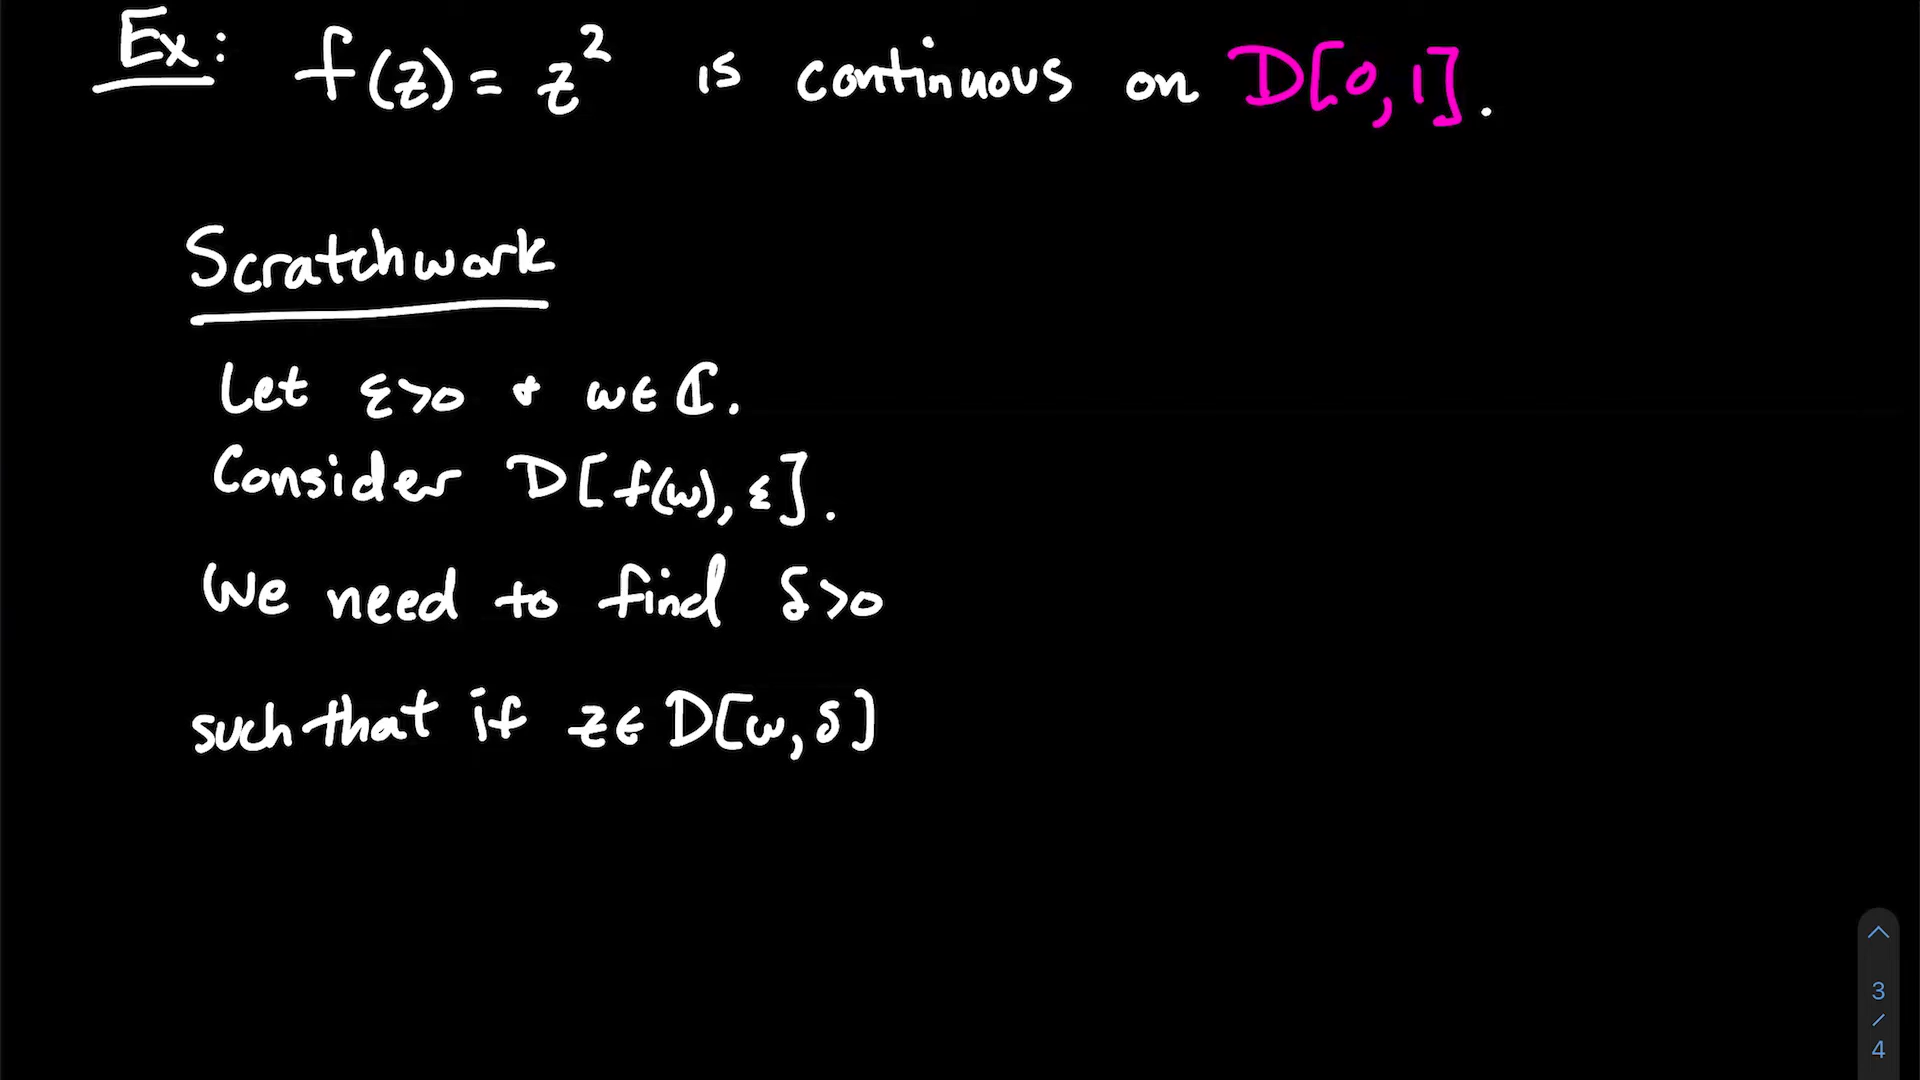 Ex: f(z) = z² is continuous on D[0,1].
Scratchwork
Let ε>0 & w∈ℂ.
Consider D[f(w), ε].
We need to find δ>0
such that if z∈D[w,δ]
3
/
4